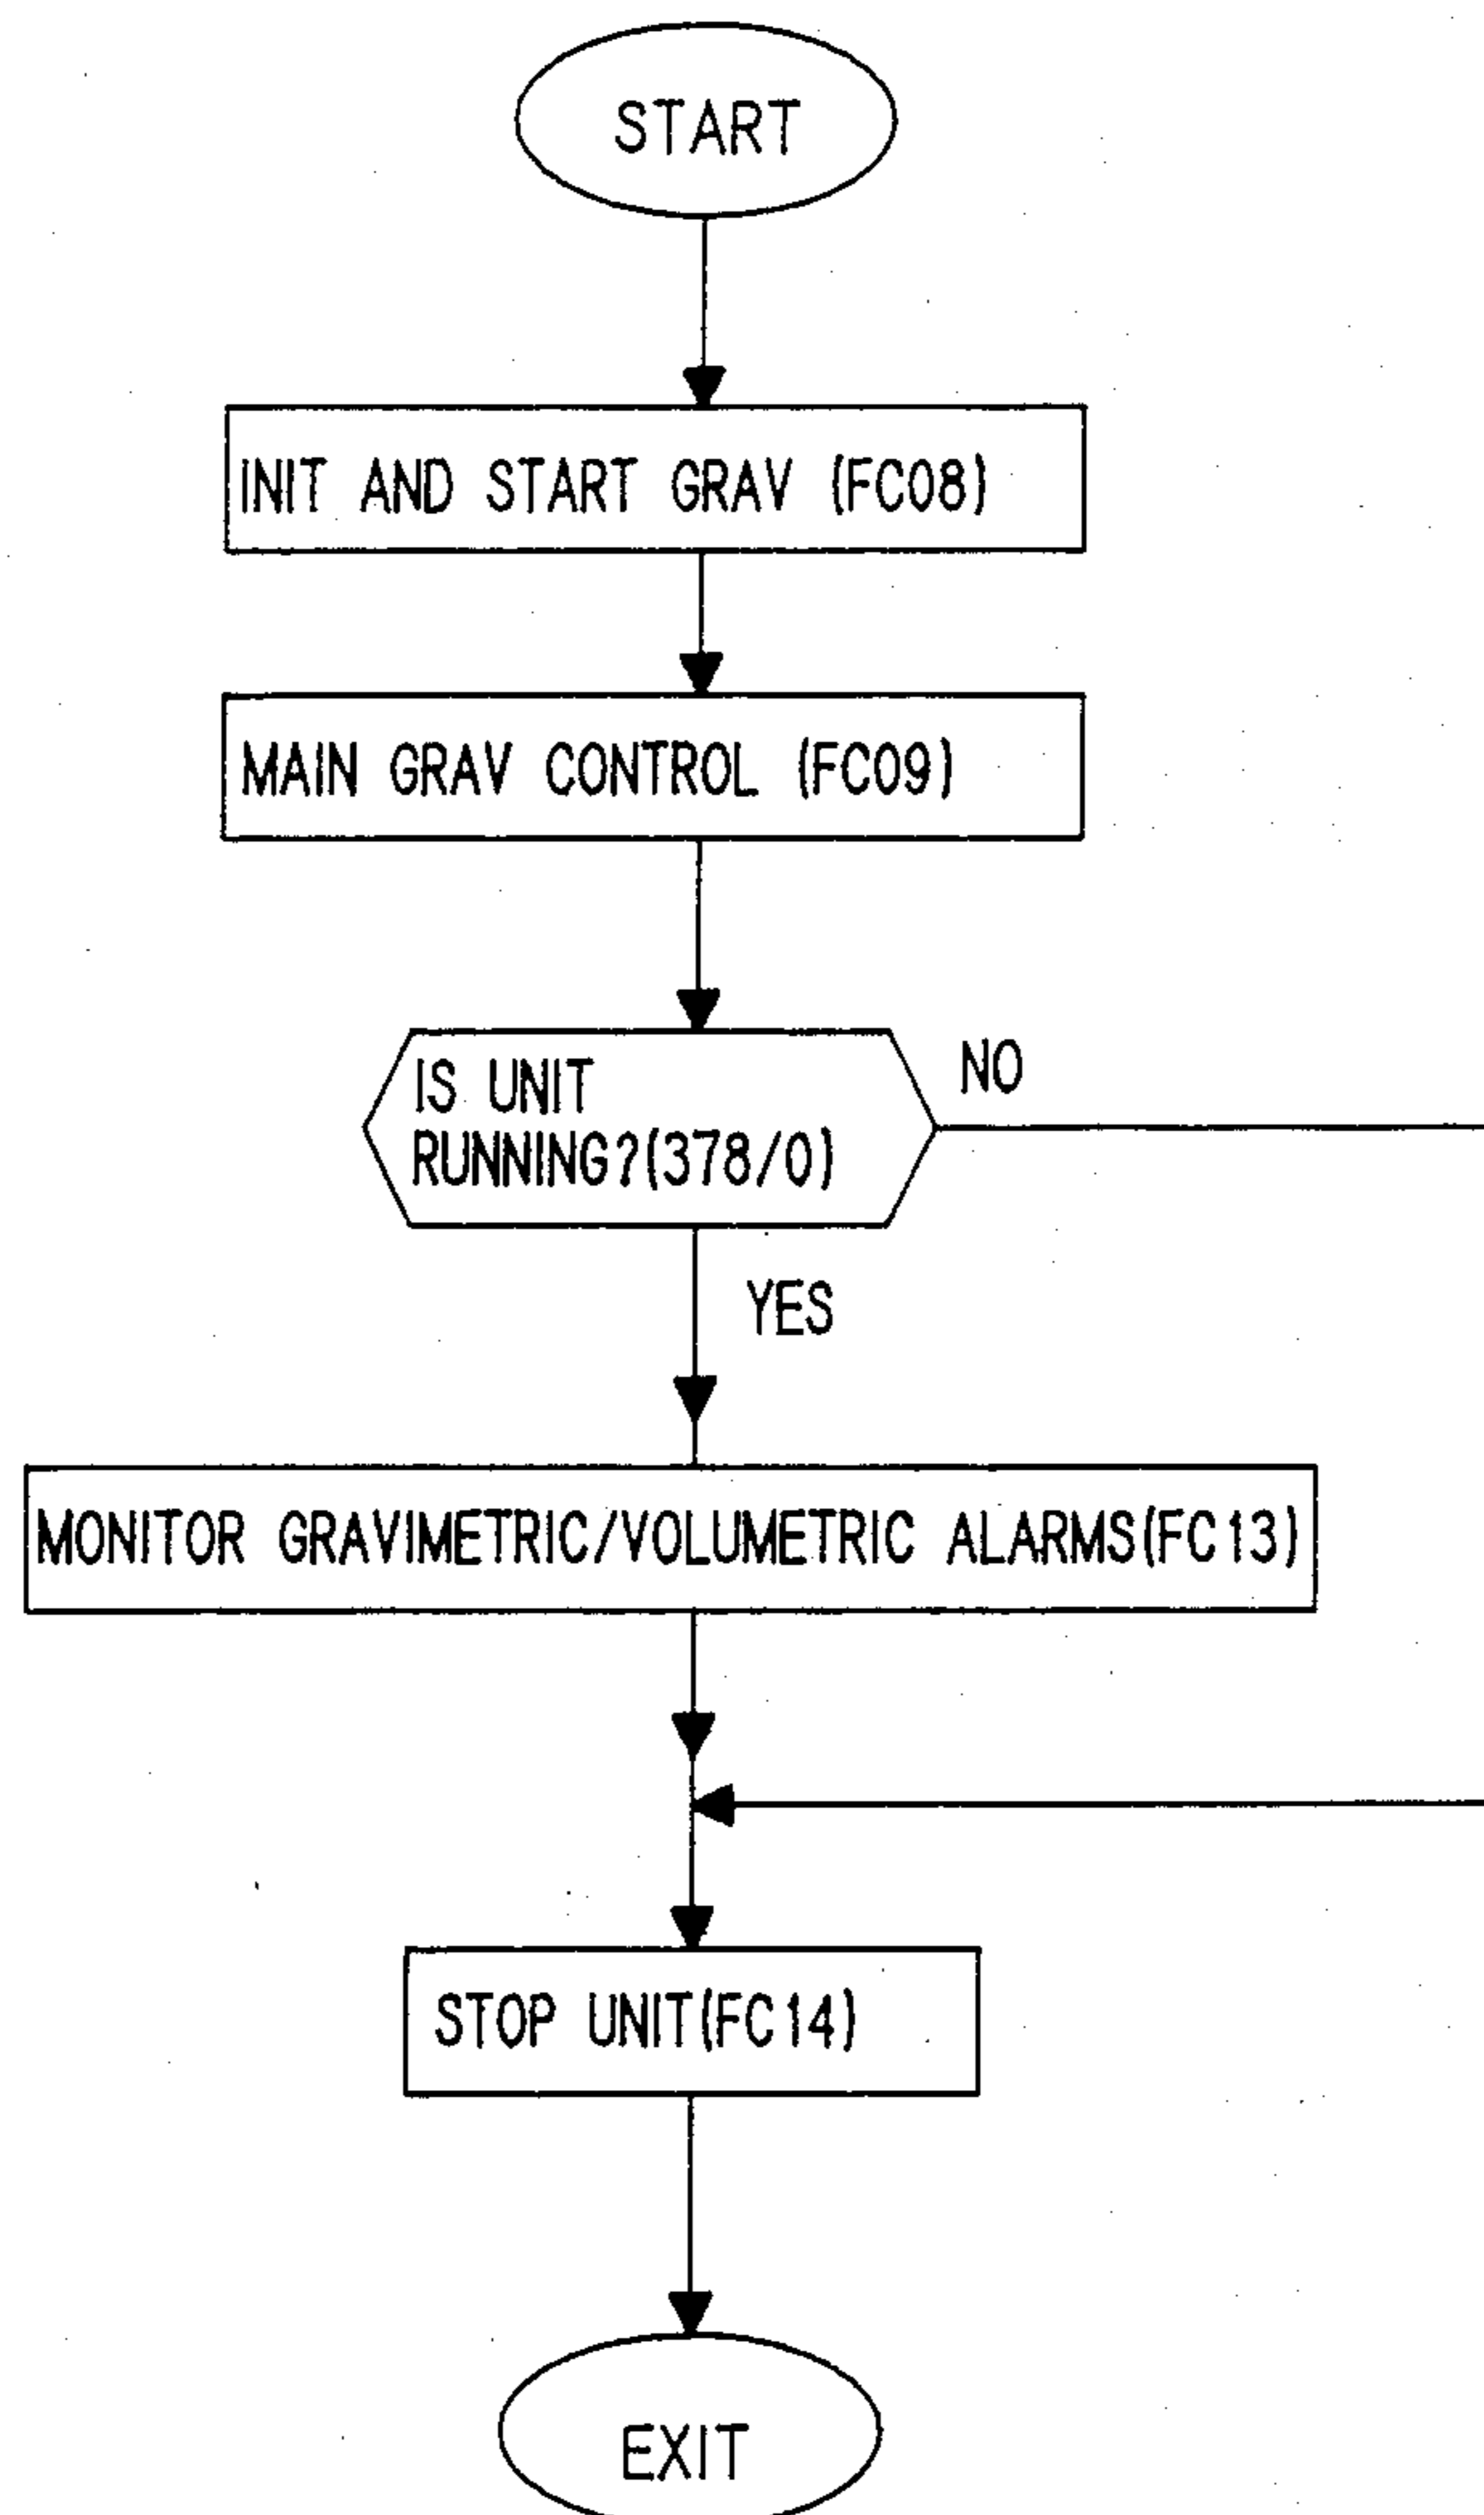 START
INIT AND START GRAV (FC08)
MAIN GRAV CONTROL (FC09)
IS UNIT
RUNNING?(378/0)
NO
YES
MONITOR GRAVIMETRIC/VOLUMETRIC ALARMS(FC13)
STOP UNIT(FC14)
EXIT